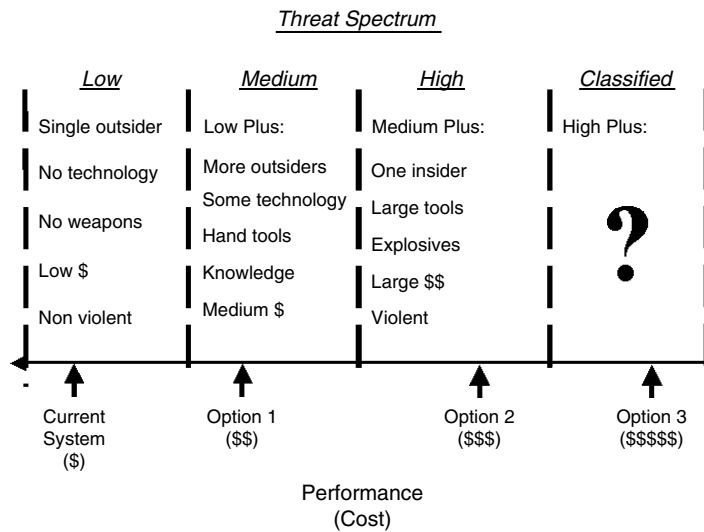 Threat Spectrum
Low
Single outsider
No technology
No weapons
Low $
Non violent
Medium
Low Plus:
More outsiders
Some technology
Hand tools
Knowledge
Medium $
High
Medium Plus:
One insider
Large tools
Explosives
Large $$
Violent
Classified
High Plus:
?
Current
System
($)
Option 1
($$)
Option 2
($$$)
Option 3
($$$$$)
Performance
(Cost)